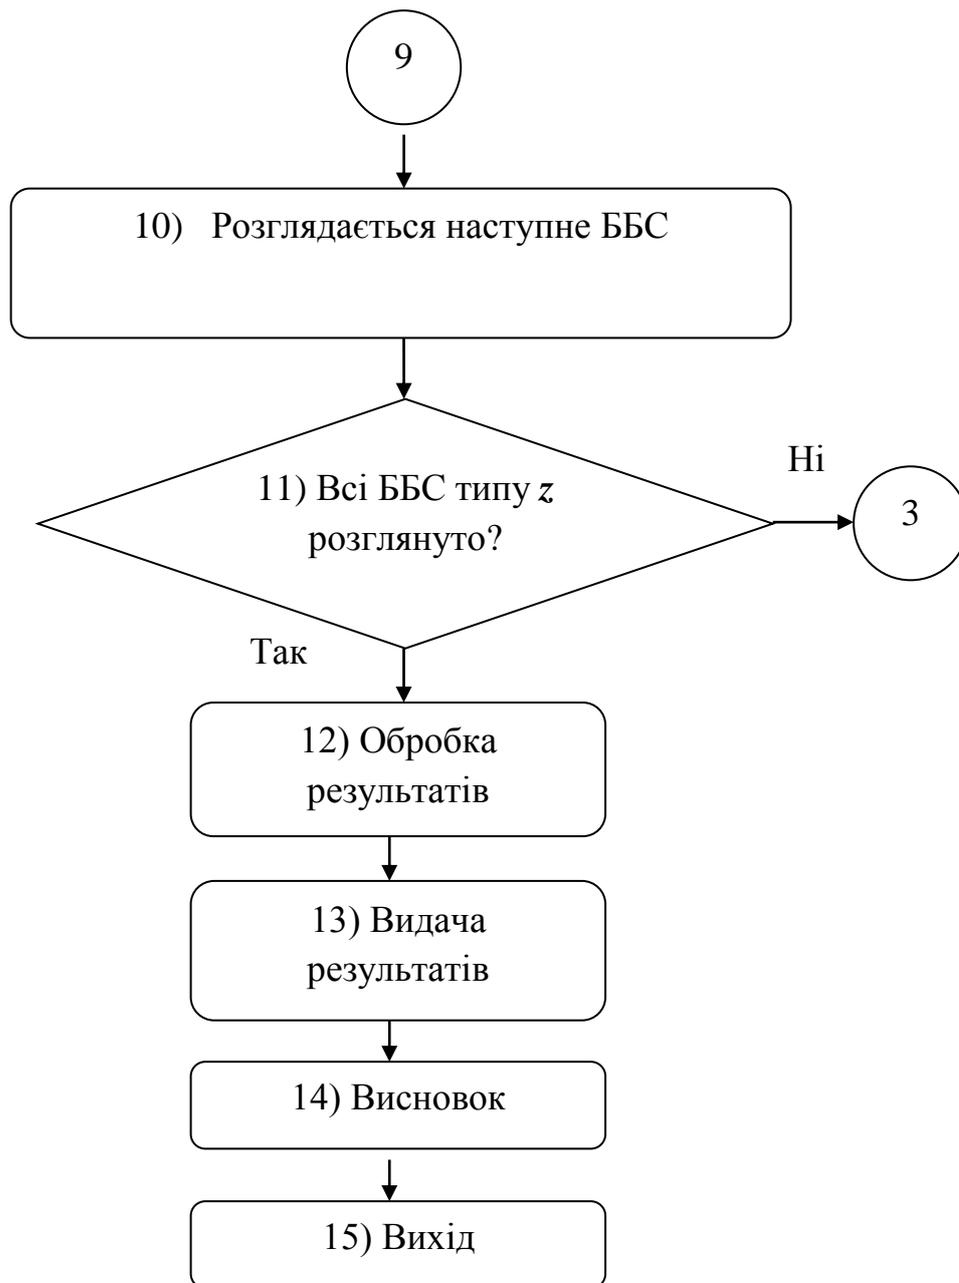 9
10) Розглядається наступне ББС
Ні
11) Всі ББС типу z
розглянуто?
3
Так
12) Обробка
результатів
13) Видача
результатів
14) Висновок
15) Вихід